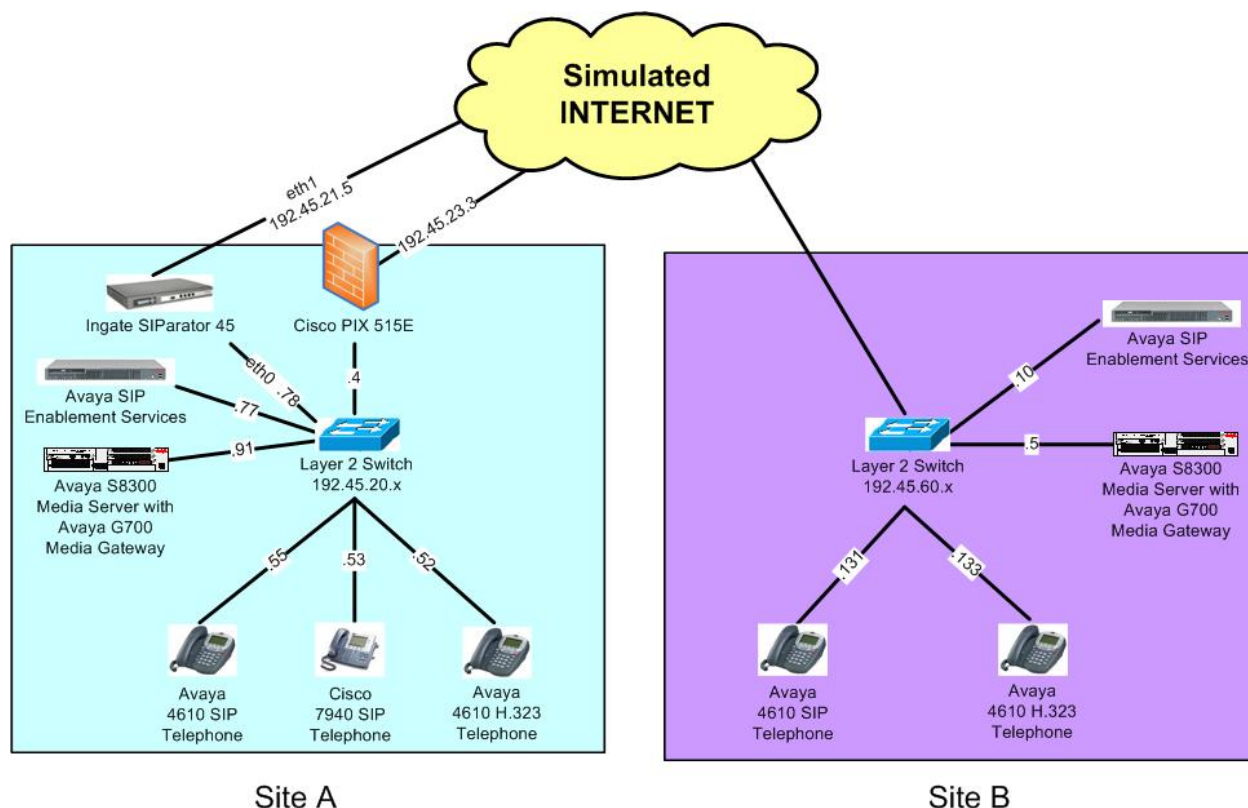 Simulated
INTERNET
eth1
192.45.21.5
192.45.23.3
Ingate SIParator 45
Cisco PIX 515E
Avaya SIP
Enablement Services
eth0 .78
.4
.77
.91
Avaya S8300
Media Server with
Avaya G700
Media Gateway
Layer 2 Switch
192.45.20.x
.55
.53
.52
Avaya
4610 SIP
Telephone
Cisco
7940 SIP
Telephone
Avaya
4610 H.323
Telephone
Site A
Avaya SIP
Enablement Services
.10
.5
Layer 2 Switch
192.45.60.x
Avaya S8300
Media Server with
Avaya G700
Media Gateway
.131
.133
Avaya
4610 SIP
Telephone
Avaya
4610 H.323
Telephone
Site B